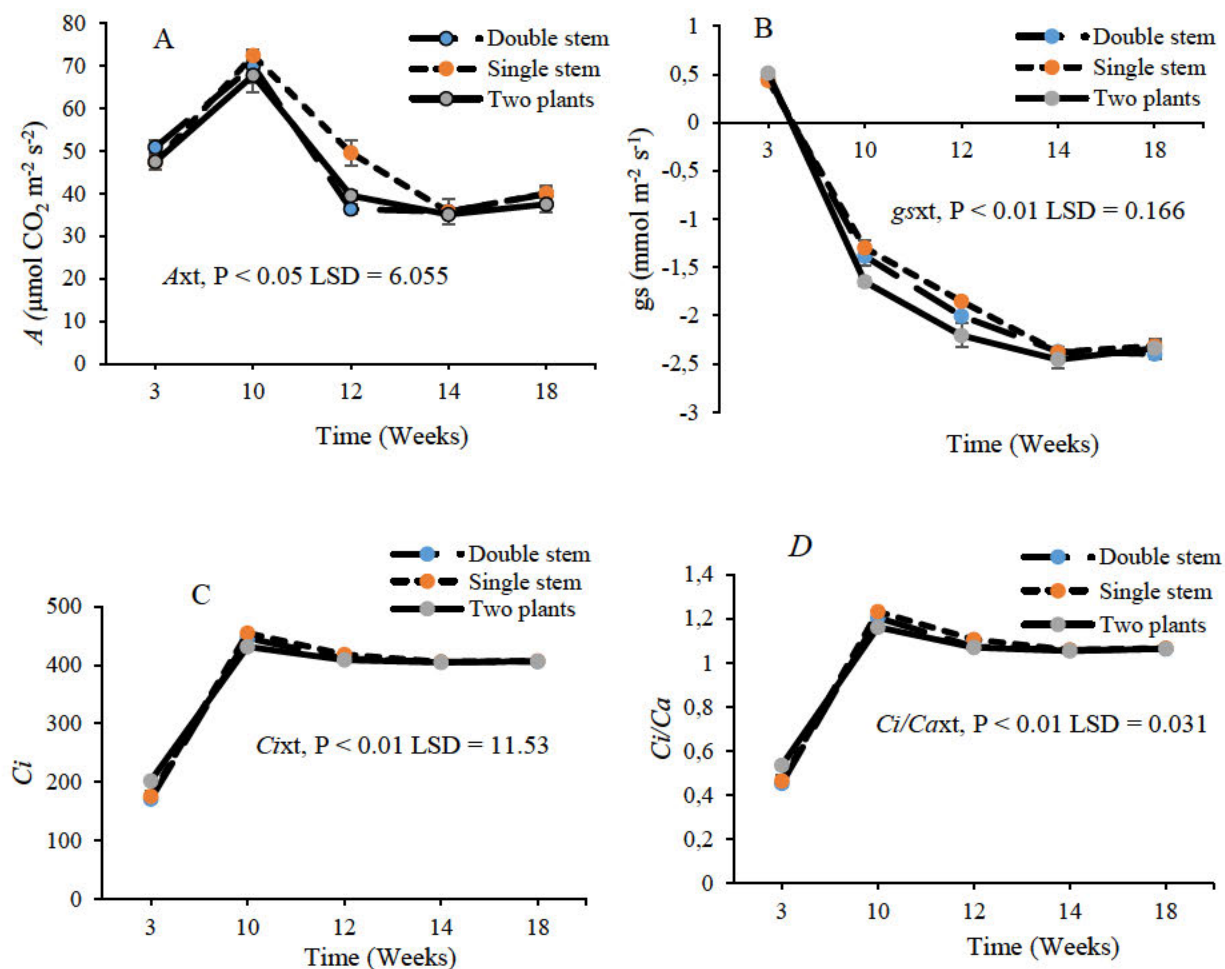 A
Double stem
Single stem
Two plants
80
70
60
50
40
30
20
10
0
A (µmol CO₂ m⁻² s⁻²)
Axt, P < 0.05 LSD = 6.055
3 10 12 14 18
Time (Weeks)
B
Double stem
Single stem
Two plants
1
0,5
0
-0,5
-1
-1,5
-2
-2,5
-3
gs (mmol m⁻² s⁻¹)
3 10 12 14 18
gsxt, P < 0.01 LSD = 0.166
Time (Weeks)
C
Double stem
Single stem
Two plants
500
400
300
200
100
0
Ci
Cixt, P < 0.01 LSD = 11.53
3 10 12 14 18
Time (Weeks)
D
Double stem
Single stem
Two plants
1,4
1,2
1
0,8
0,6
0,4
0,2
0
Ci/Ca
Ci/Caxt, P < 0.01 LSD = 0.031
3 10 12 14 18
Time (Weeks)